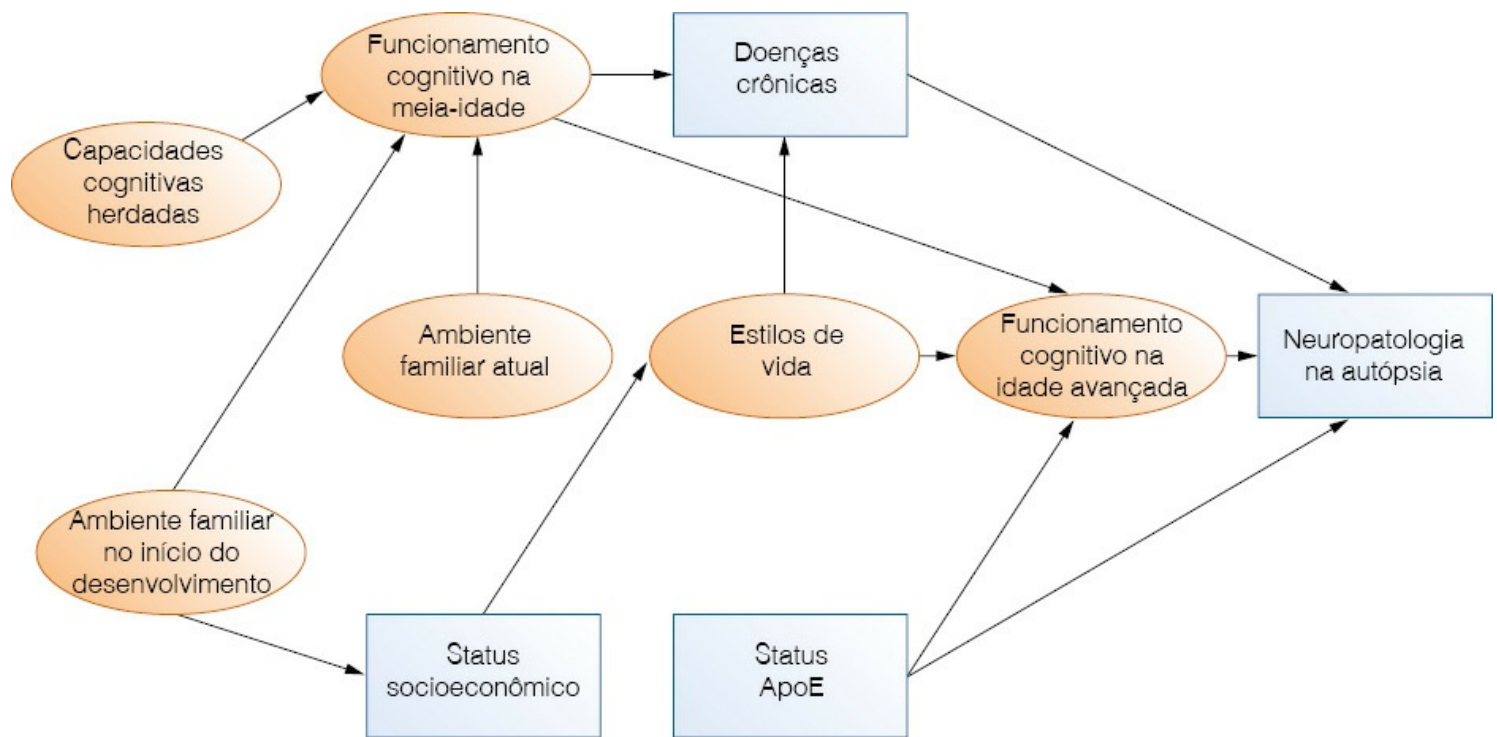 Funcionamento
cognitivo na
meia-idade
Doenças
crônicas
Capacidades
cognitivas
herdadas
Ambiente
familiar atual
Estilos de
vida
Funcionamento
cognitivo na
idade avançada
Neuropatologia
na autópsia
Ambiente familiar
no início do
desenvolvimento
Status
socioeconômico
Status
ApoE